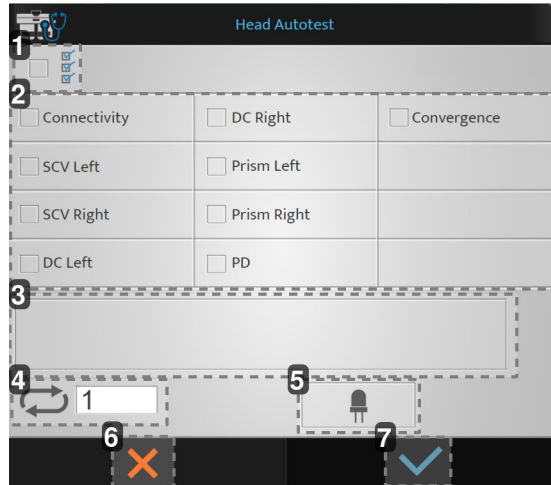 Head Autotest
1
2
Connectivity DC Right Convergence
SCV Left Prism Left
SCV Right Prism Right
DC Left PD
3
4 5
1
6 7